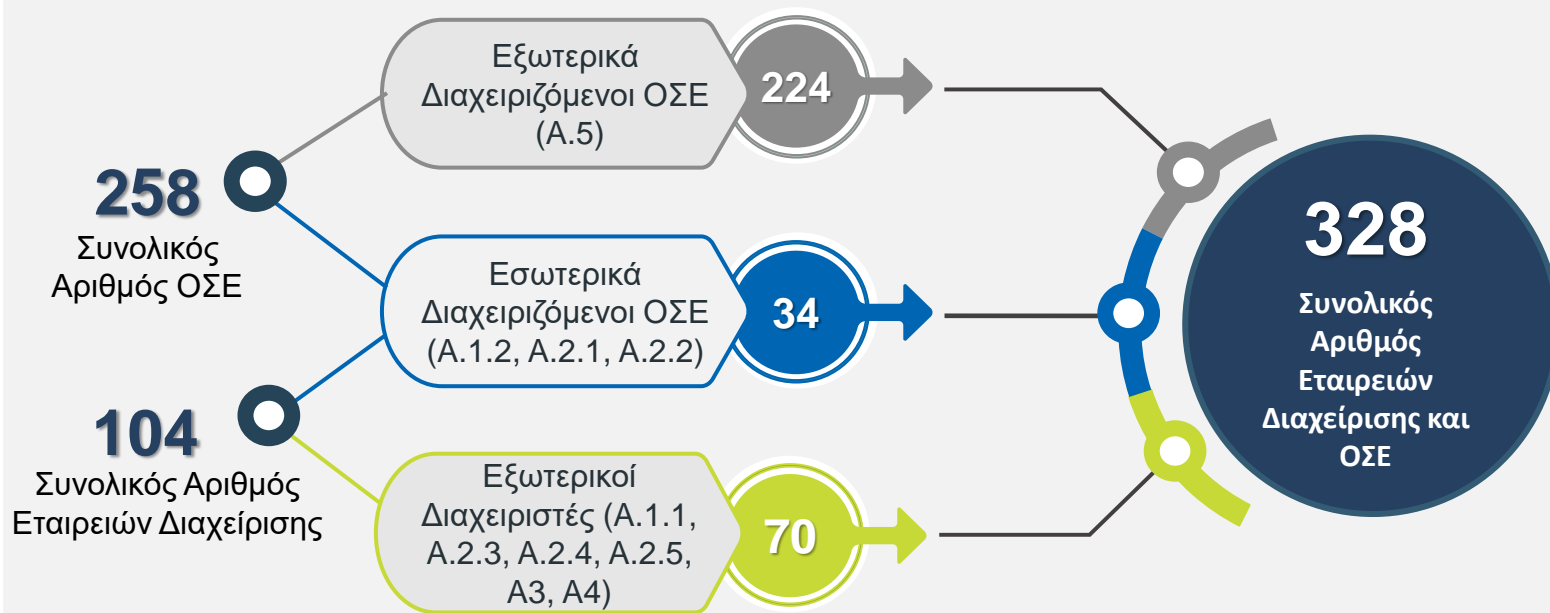 258
Συνολικός
Αριθμός ΟΣΕ
104
Συνολικός Αριθμός
Εταιρειών Διαχείρισης
Εξωτερικά
Διαχειριζόμενοι ΟΣΕ
(Α.5)
224
Εσωτερικά
Διαχειριζόμενοι ΟΣΕ
(Α.1.2, Α.2.1, Α.2.2)
34
Εξωτερικοί
Διαχειριστές (Α.1.1,
Α.2.3, Α.2.4, Α.2.5,
Α3, Α4)
70
328
Συνολικός
Αριθμός
Εταιρειών
Διαχείρισης και
ΟΣΕ